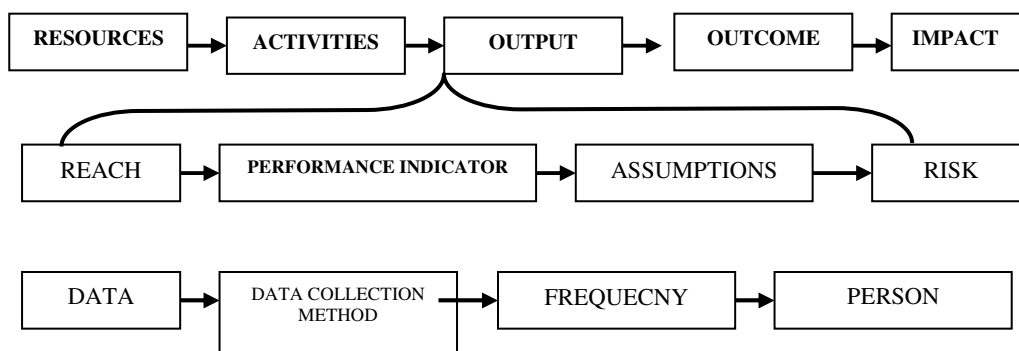 RESOURCES
ACTIVITIES
OUTPUT
OUTCOME
IMPACT
REACH
PERFORMANCE INDICATOR
ASSUMPTIONS
RISK
DATA
DATA COLLECTION
METHOD
FREQUECNY
PERSON